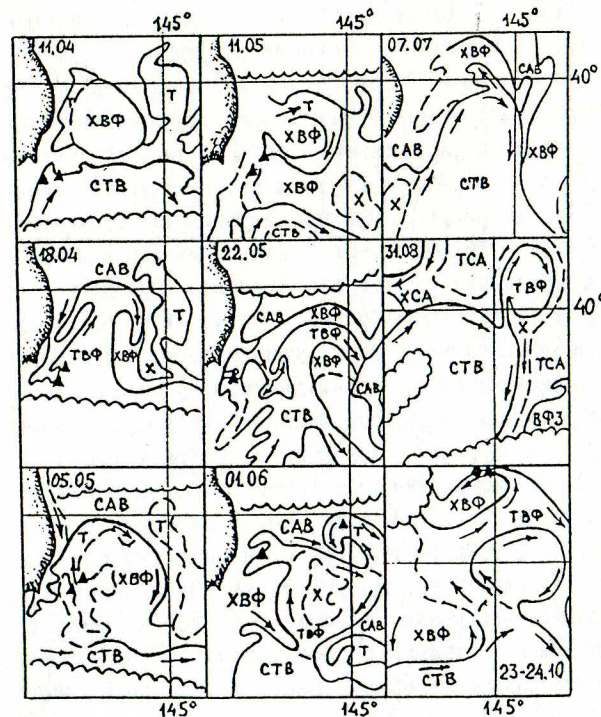 145° 145° 145°
11.04 11.05 07.07
ХВФ САВ
Т 40°
ХВФ Т ХВФ
ХВФ
САВ
СТВ ХВФ Х СТВ
СТВ Х
18.04 22.05 31.08
САВ ТСА ТВФ
Т САВ ХВФ ХСА
ТВФ 40°
ТВФ ХВФ ХВФ Х
Х САВ СТВ ТСА
СТВ ВФЗ
05.05 01.06
САВ ХВФ
Т Т САВ Т ТВФ
ХВФ ХС
ХВФ
ТВФ САВ ХВФ
СТВ СТВ Т СТВ 23-24.10
145° 145° 145°